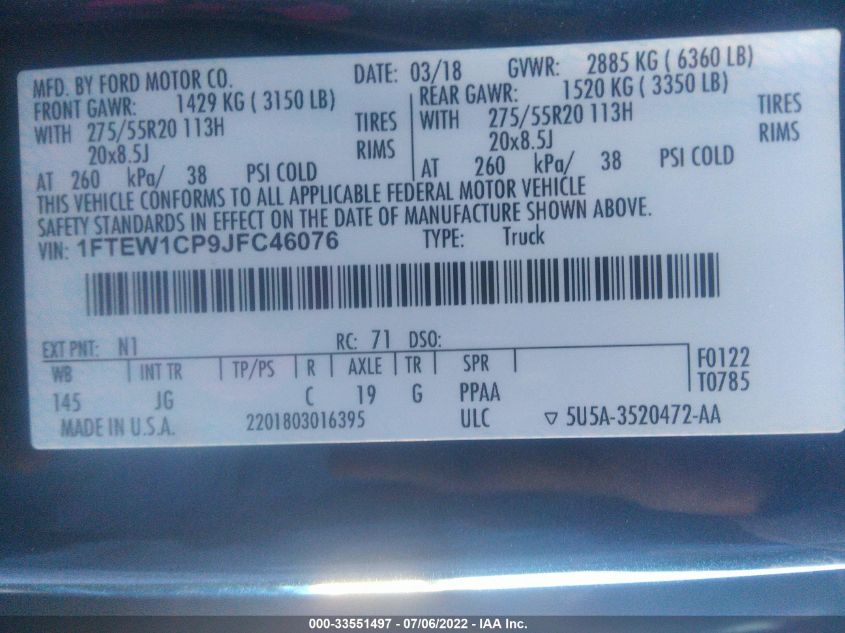 MFD. BY FORD MOTOR CO. DATE: 03/18 GVWR: 2885 KG ( 6360 LB)
FRONT GAWR: 1429 KG ( 3150 LB) REAR GAWR: 1520 KG ( 3350 LB)
WITH 275/55R20 113H TIRES WITH 275/55R20 113H TIRES
20x8.5J RIMS 20x8.5J RIMS
AT 260 kPa/ 38 PSI COLD AT 260 kPa/ 38 PSI COLD
THIS VEHICLE CONFORMS TO ALL APPLICABLE FEDERAL MOTOR VEHICLE
SAFETY STANDARDS IN EFFECT ON THE DATE OF MANUFACTURE SHOWN ABOVE.
VIN: 1FTEW1CP9JFC46076 TYPE: Truck
EXT PNT: N1 RC: 71 DSO:
WB INT TR TP/PS R AXLE TR SPR F0122
145 JG C 19 G PPAA T0785
MADE IN U.S.A. 2201803016395 ULC ▽ 5U5A-3520472-AA
000-33551497 - 07/06/2022 - IAA Inc.